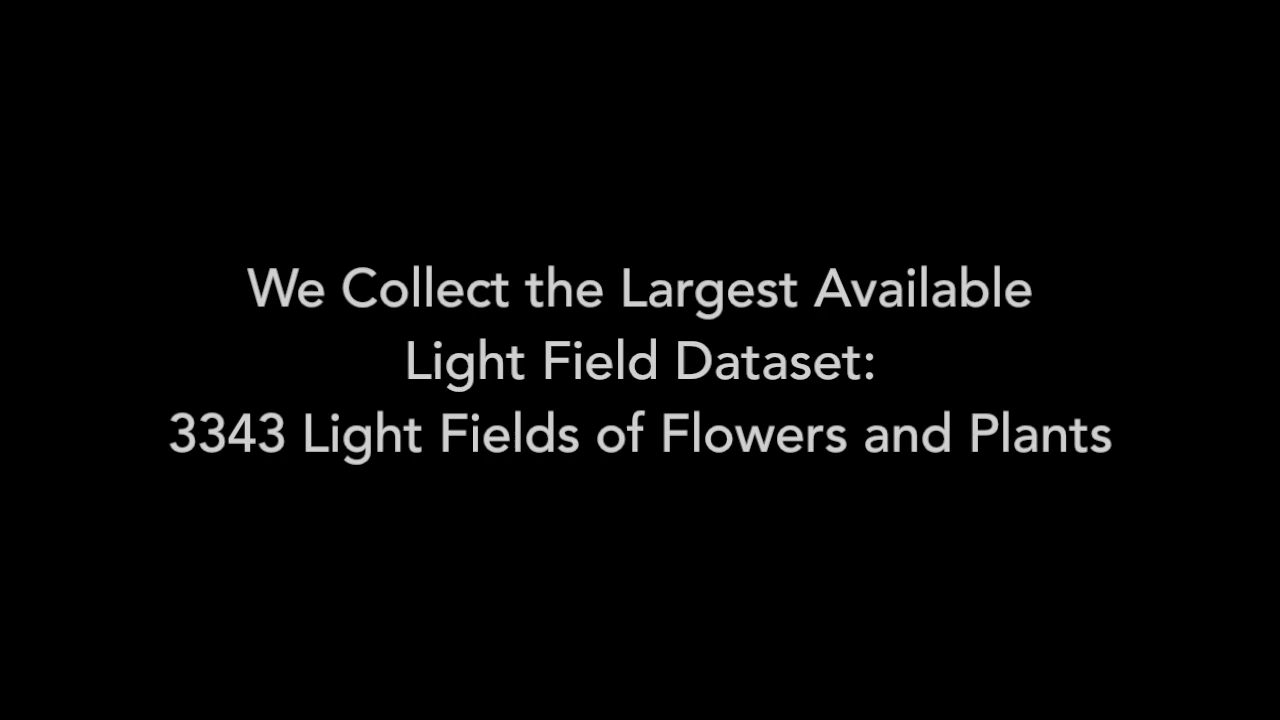 We Collect the Largest Available
Light Field Dataset:
3343 Light Fields of Flowers and Plants